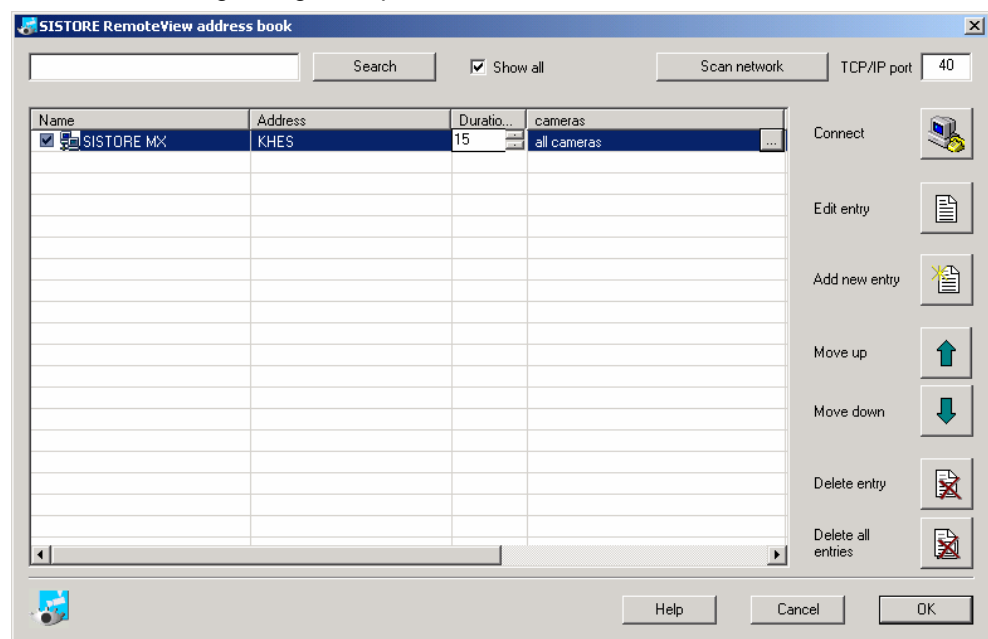 SISTORE RemoteView address book
Search Show all Scan network TCP/IP port 40
Name Address Duratio... cameras
SISTORE MX KHES 15 all cameras ...
Connect
Edit entry
Add new entry
Move up
Move down
Delete entry
Delete all
entries
Help Cancel OK